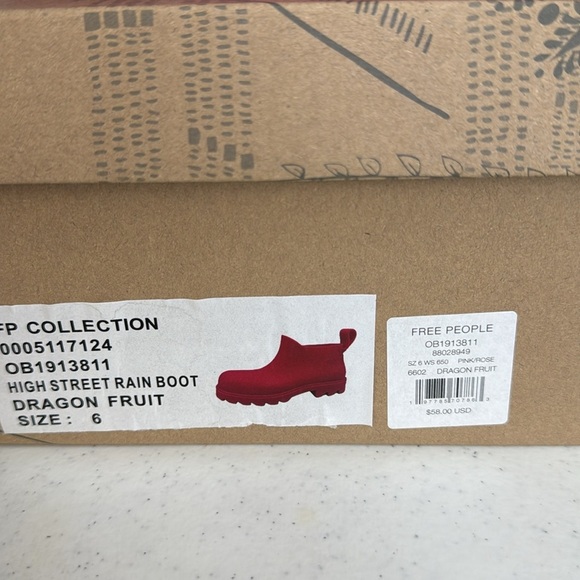 FP COLLECTION
0005117124
OB1913811
HIGH STREET RAIN BOOT
DRAGON FRUIT
SIZE : 6
FREE PEOPLE
OB1913811
88028949
SZ 6 WS 650 PINK/ROSE
6602 DRAGON FRUIT
$58.00 USD